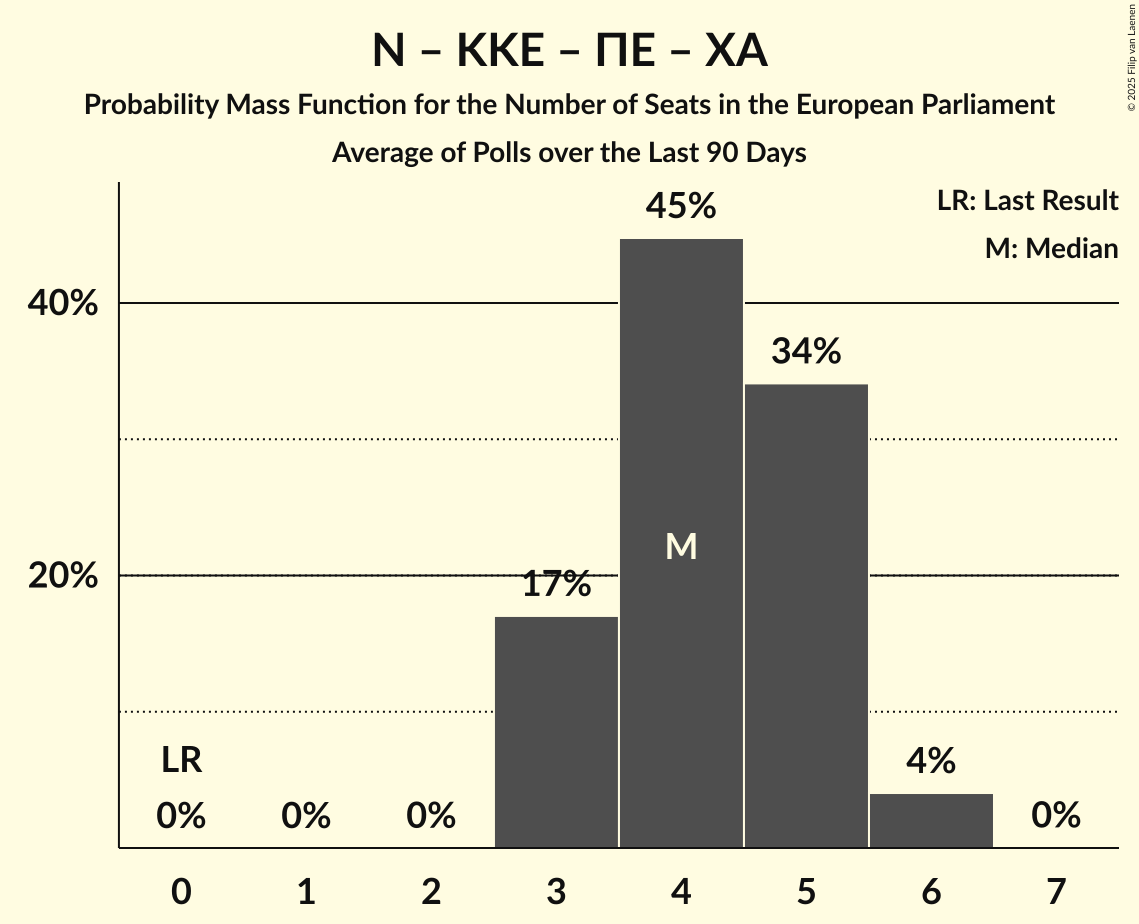 Ν – ΚΚΕ – ΠΕ – ΧΑ
Probability Mass Function for the Number of Seats in the European Parliament
Average of Polls over the Last 90 Days
© 2025 Filip van Laenen
LR: Last Result
M: Median
45%
40%
34%
M
20%
17%
LR
4%
0%
0%
0%
0%
0 1 2 3 4 5 6 7